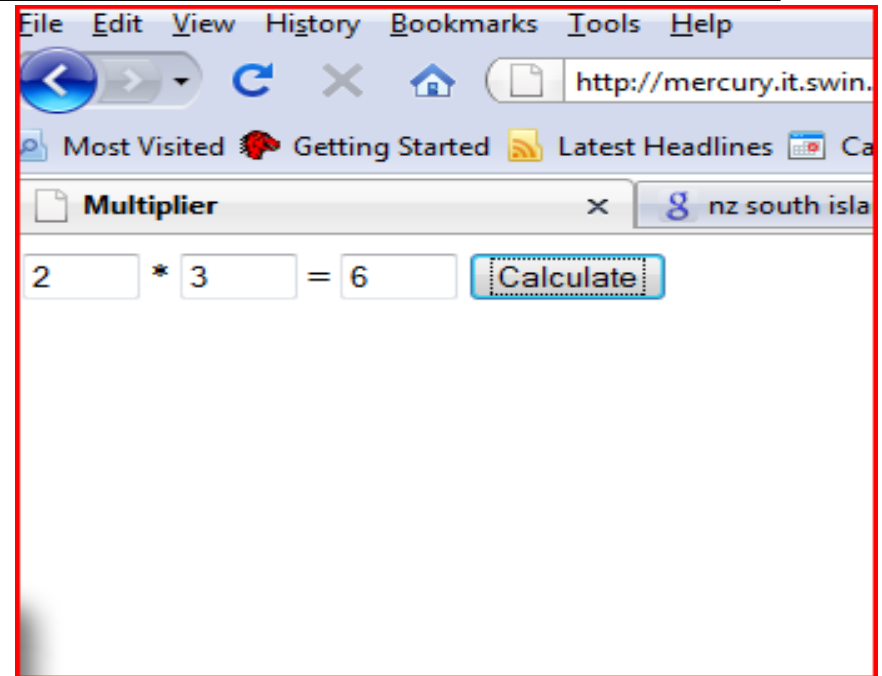 File Edit View History Bookmarks Tools Help
http://mercury.it.swin.
Most Visited Getting Started Latest Headlines Ca
Multiplier × g nz south isla
2 * 3 = 6 Calculate